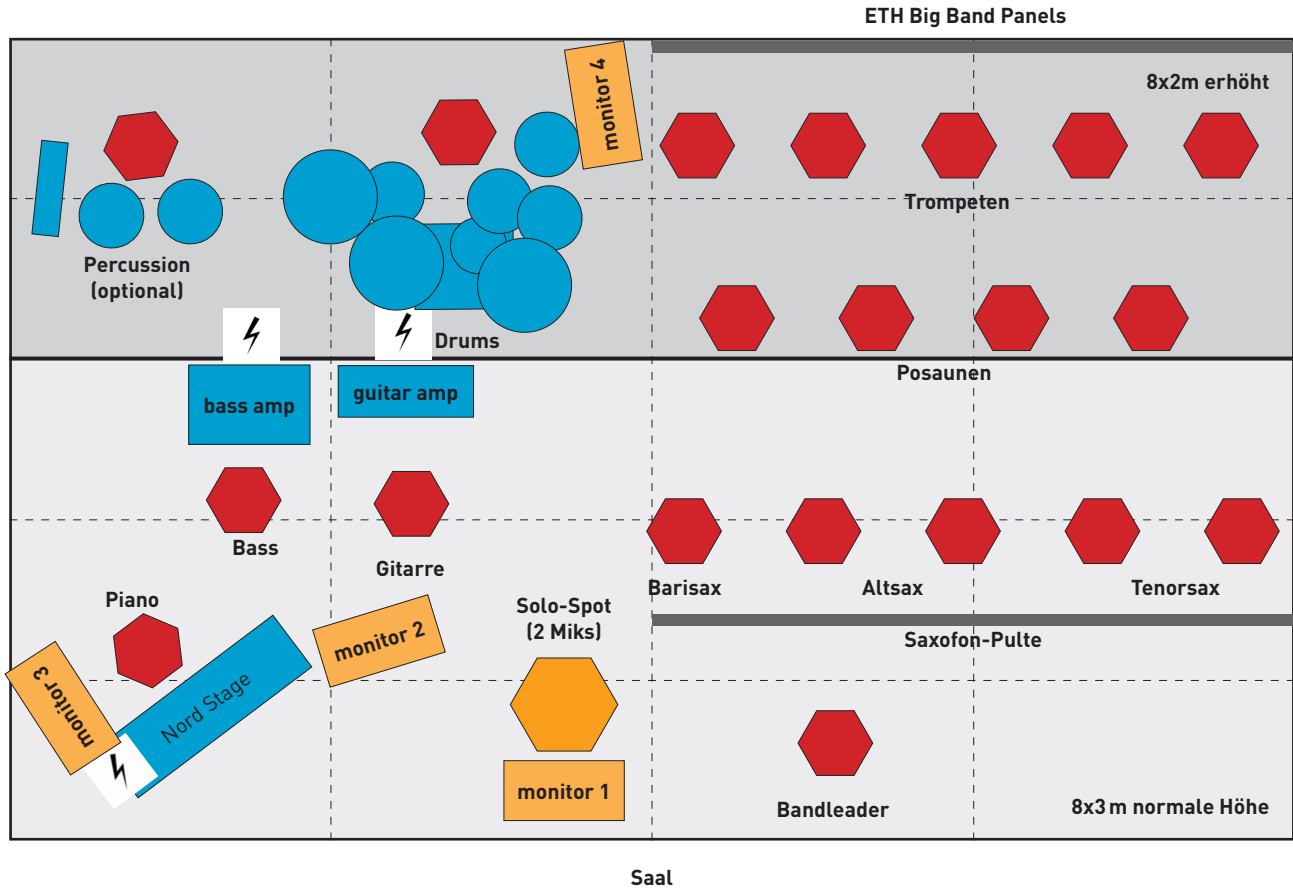 ETH Big Band Panels
8x2m erhöht
monitor 4
Trompeten
Percussion
(optional)
Drums
Posaunen
bass amp
guitar amp
Bass
Gitarre
Barisax
Altsax
Tenorsax
Piano
Solo-Spot
(2 Miks)
monitor 2
Saxofon-Pulte
monitor 3
Nord Stage
monitor 1
Bandleader
8x3m normale Höhe
Saal